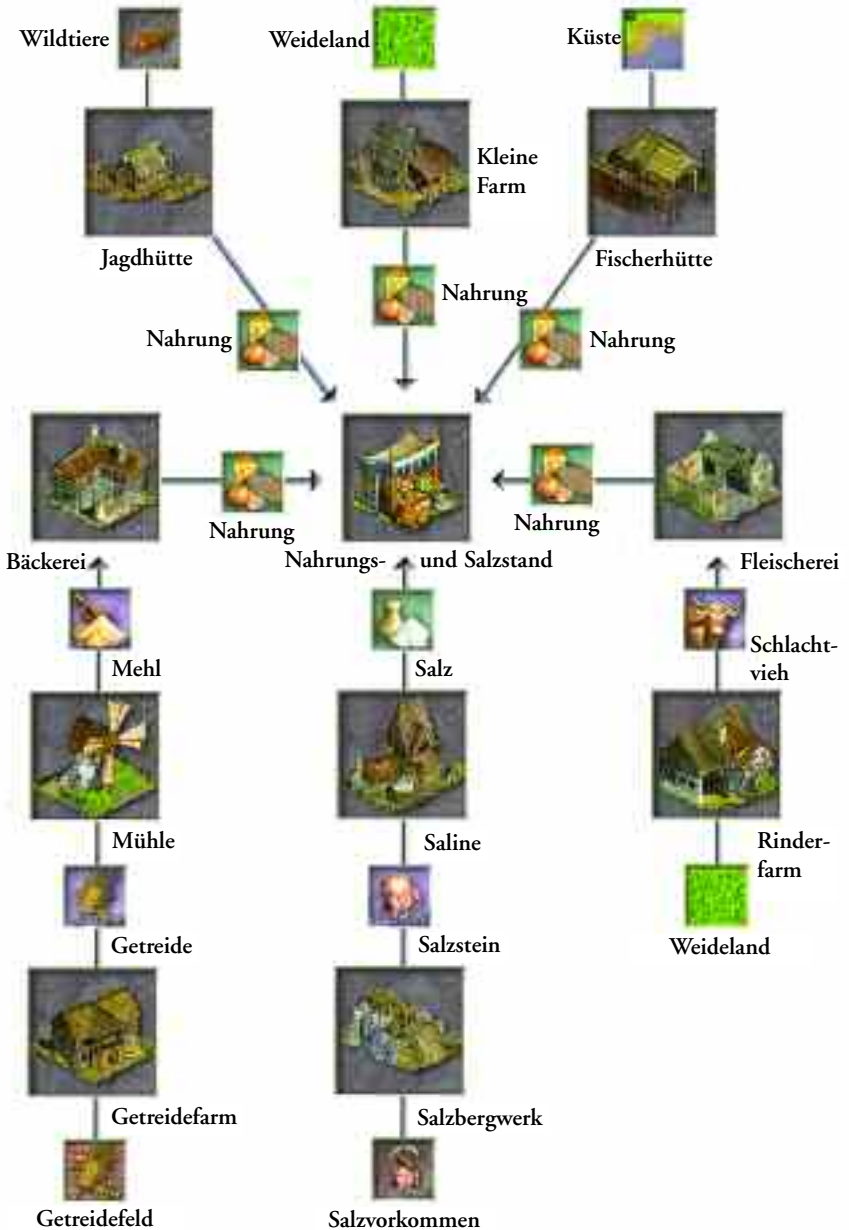 Wildtiere
Weideland
Küste
Kleine
Farm
Jagdhütte
Fischerhütte
Nahrung
Nahrung
Nahrung
Nahrung
Nahrung
Bäckerei
Nahrungs- und Salzstand
Fleischerei
Mehl
Salz
Schlacht-
vieh
Mühle
Saline
Rinder-
farm
Getreide
Salzstein
Weideland
Getreidefarm
Salzbergwerk
Getreidefeld
Salzvorkommen